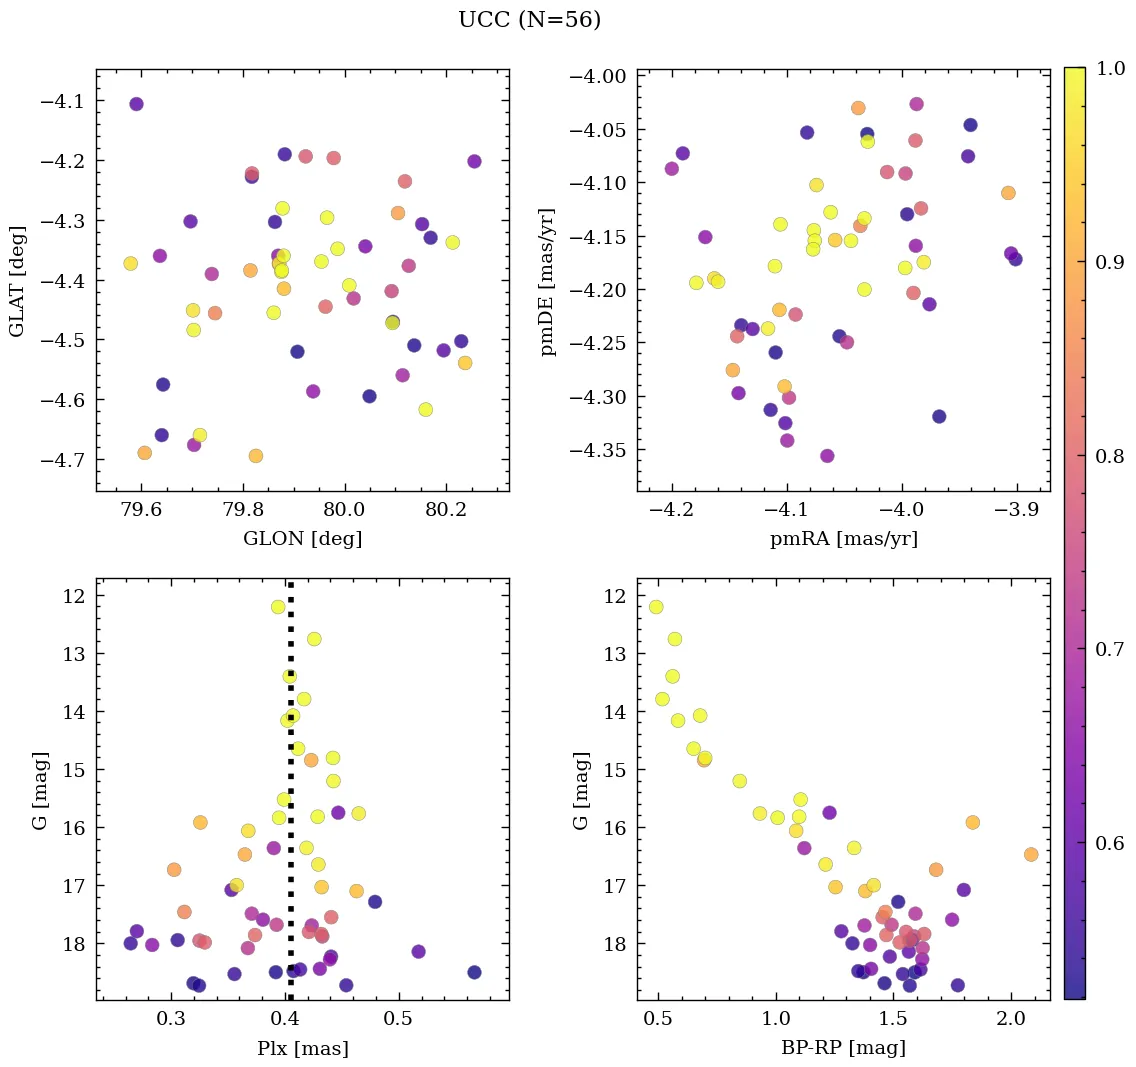 UCC (N=56)
−4.1
−4.2
−4.3
−4.4
−4.5
−4.6
−4.7
GLAT [deg]
79.6 79.8 80.0 80.2
GLON [deg]
−4.00
−4.05
−4.10
−4.15
−4.20
−4.25
−4.30
−4.35
pmDE [mas/yr]
−4.2 −4.1 −4.0 −3.9
pmRA [mas/yr]
12
13
14
15
16
17
18
G [mag]
0.3 0.4 0.5
Plx [mas]
12
13
14
15
16
17
18
G [mag]
0.5 1.0 1.5 2.0
BP-RP [mag]
1.0
0.9
0.8
0.7
0.6